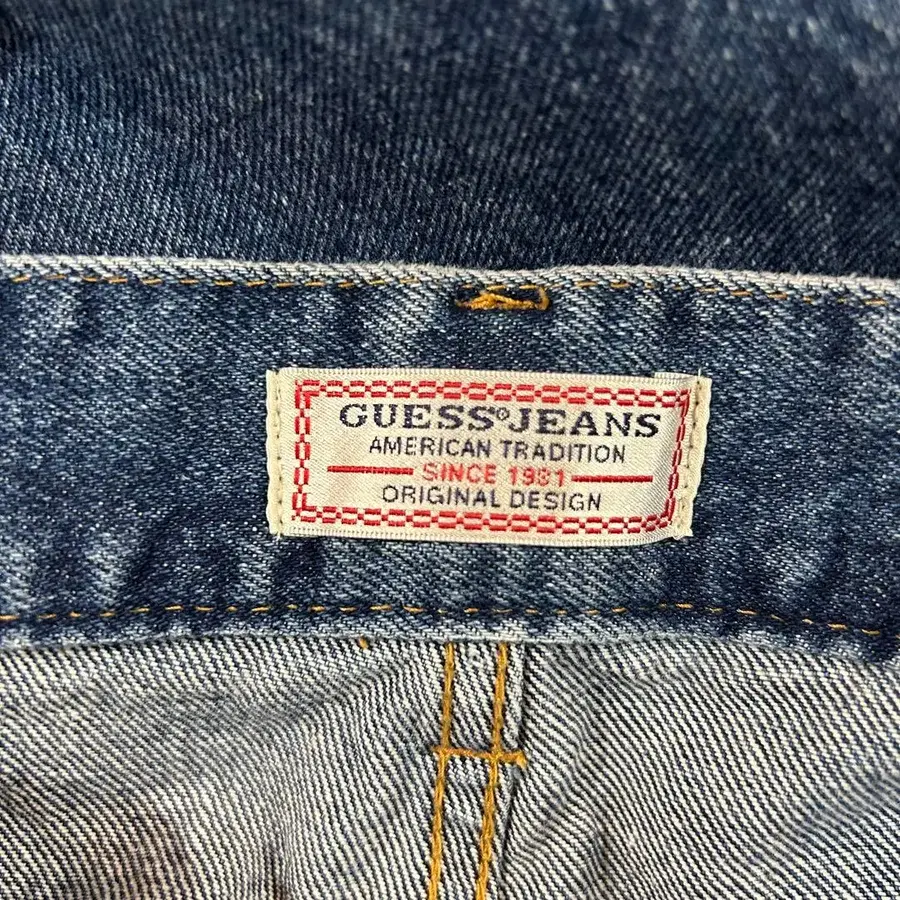 GUESS® JEANS
AMERICAN TRADITION
SINCE 1981
ORIGINAL DESIGN